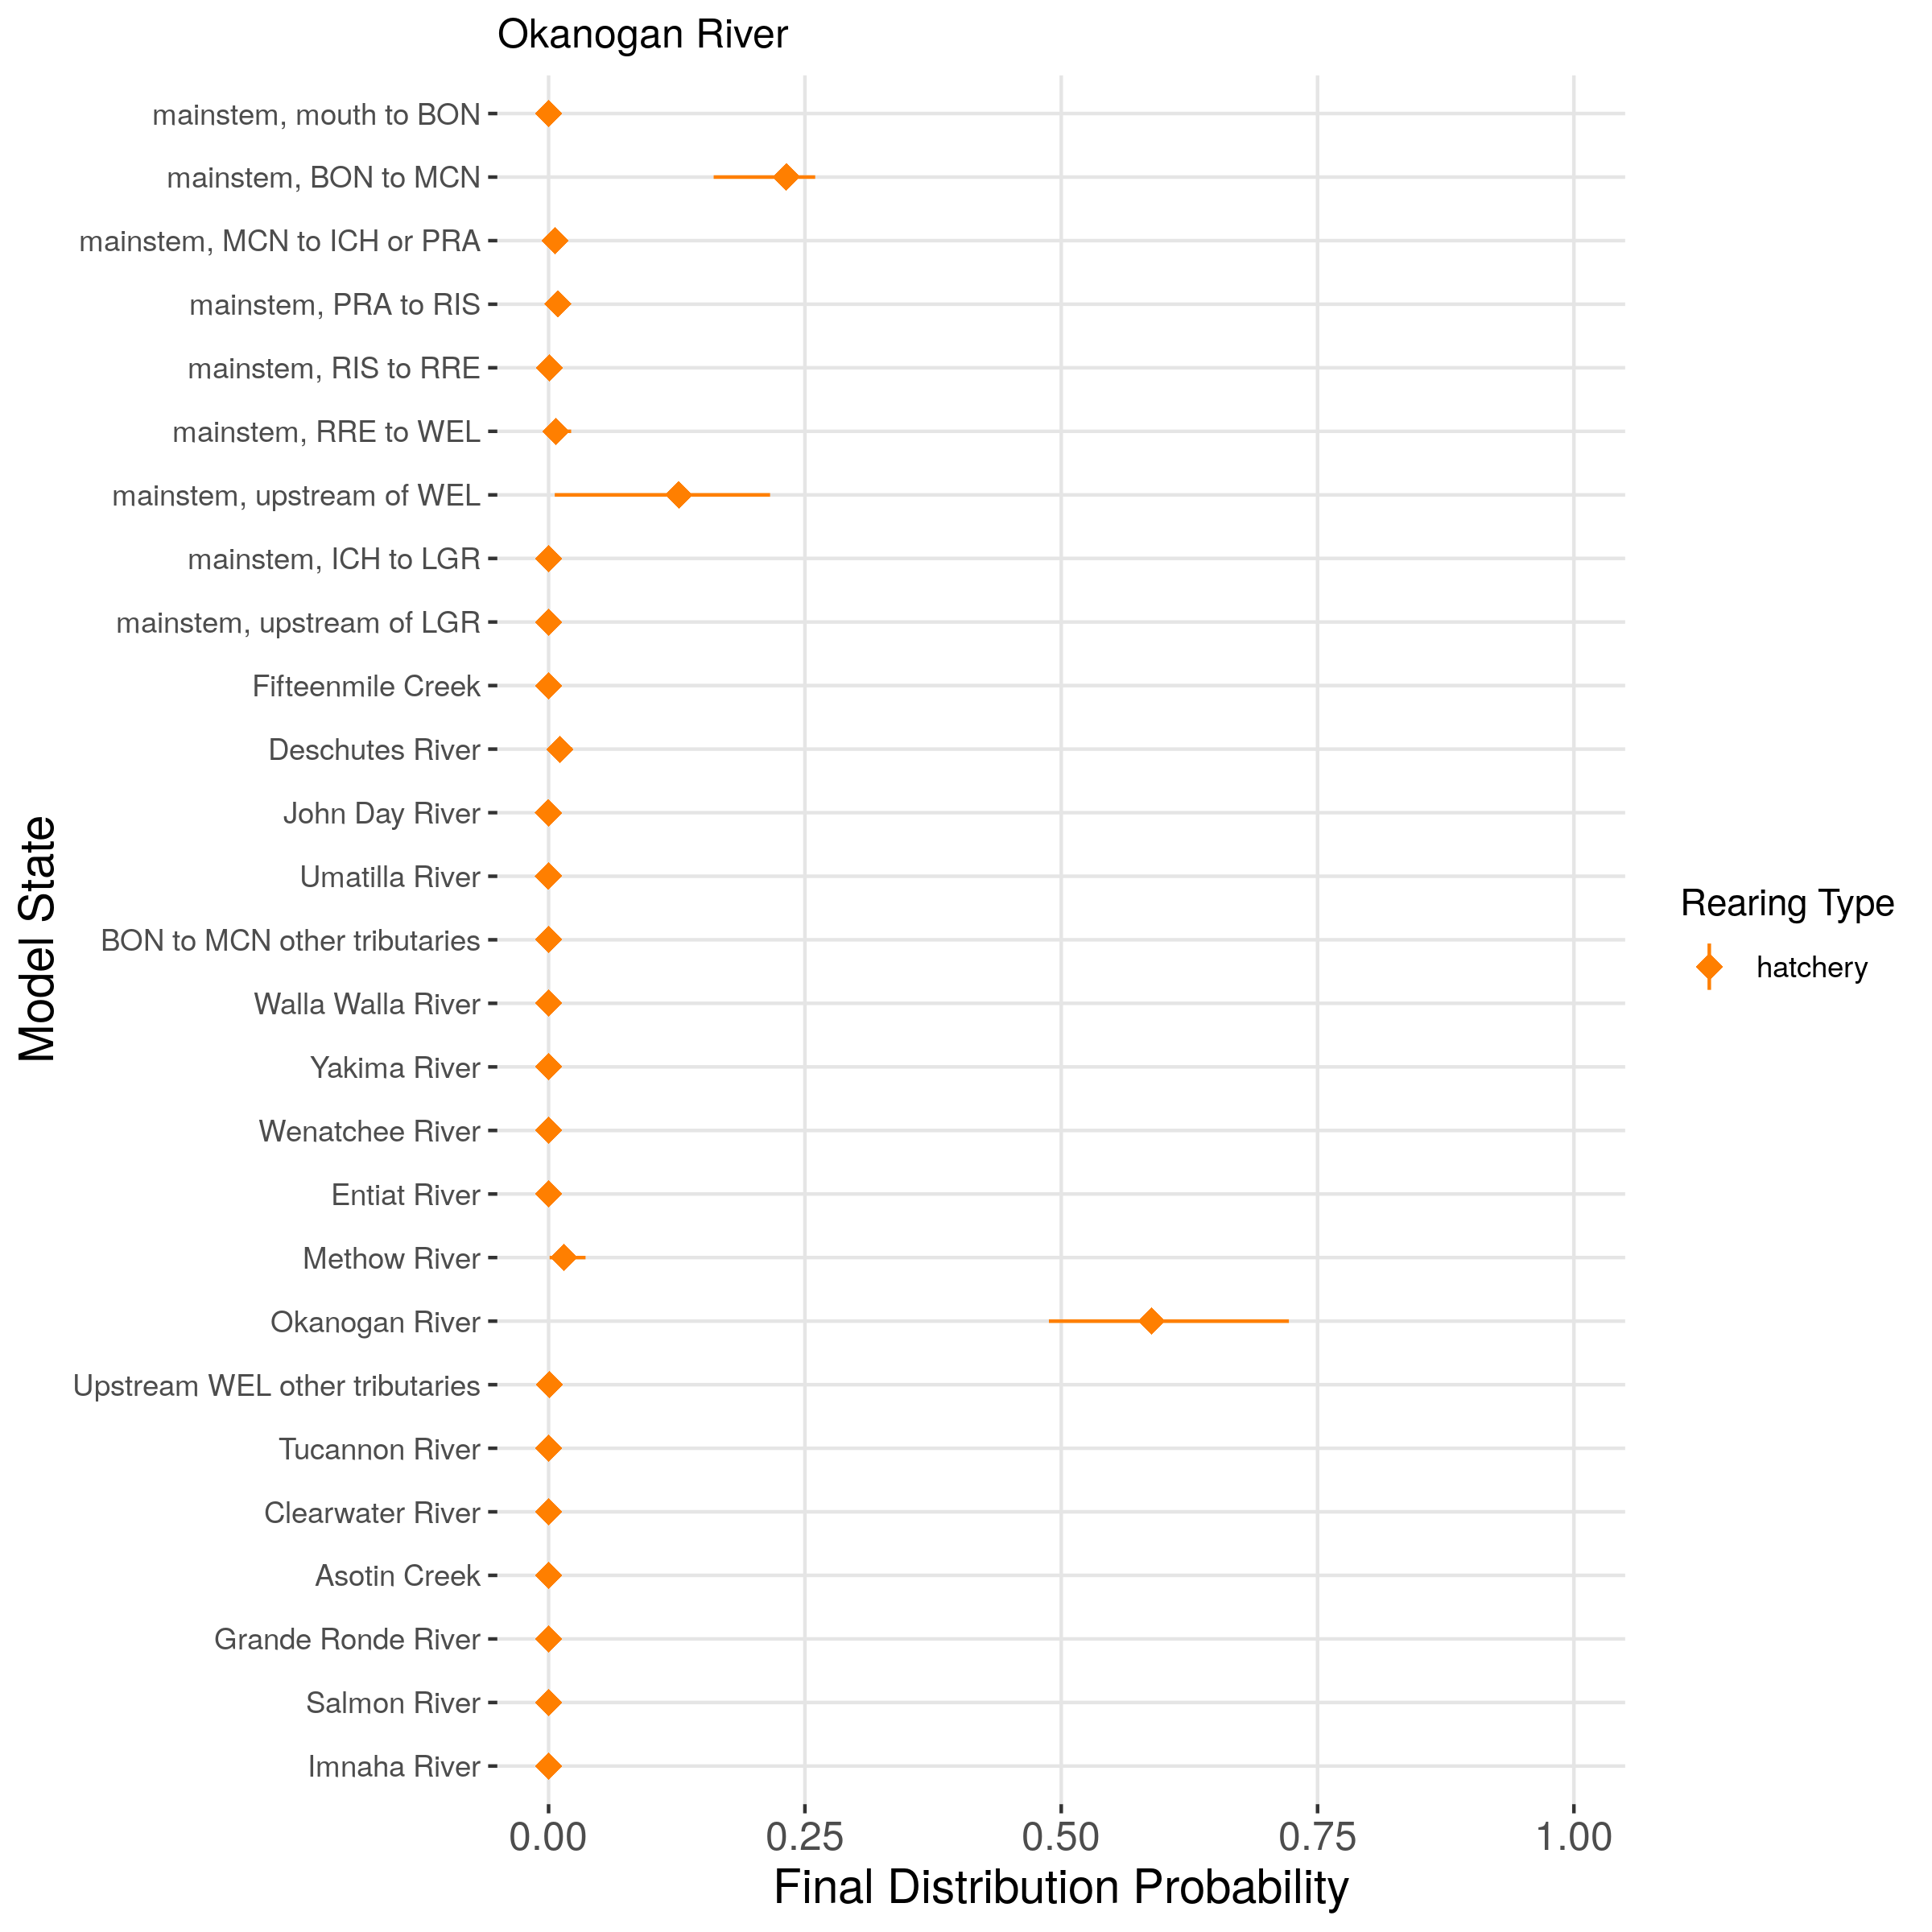 Okanogan River
mainstem, mouth to BON
mainstem, BON to MCN
mainstem, MCN to ICH or PRA
mainstem, PRA to RIS
mainstem, RIS to RRE
mainstem, RRE to WEL
mainstem, upstream of WEL
mainstem, ICH to LGR
mainstem, upstream of LGR
Fifteenmile Creek
Deschutes River
John Day River
Umatilla River
BON to MCN other tributaries
Walla Walla River
Yakima River
Wenatchee River
Entiat River
Methow River
Okanogan River
Upstream WEL other tributaries
Tucannon River
Clearwater River
Asotin Creek
Grande Ronde River
Salmon River
Imnaha River
Model State
0.00 0.25 0.50 0.75 1.00
Final Distribution Probability
Rearing Type
hatchery